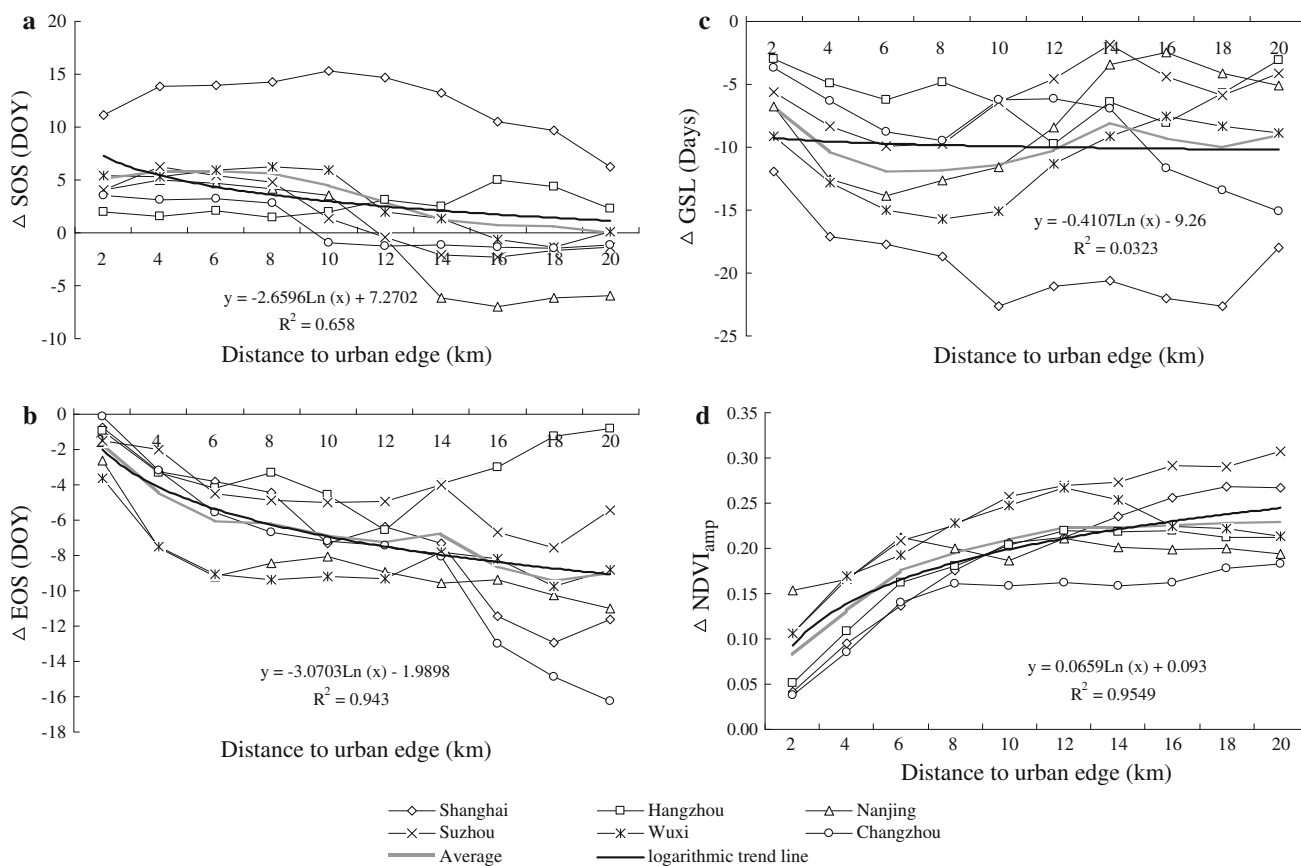 a
△ SOS (DOY)
20
15
10
5
0
-5
-10
2 4 6 8 10 12 14 16 18 20
y = -2.6596Ln (x) + 7.2702
R² = 0.658
Distance to urban edge (km)
c
△ GSL (Days)
0
-5
-10
-15
-20
-25
2 4 6 8 10 12 14 16 18 20
y = -0.4107Ln (x) - 9.26
R² = 0.0323
Distance to urban edge (km)
b
△ EOS (DOY)
0
-2
-4
-6
-8
-10
-12
-14
-16
-18
2 4 6 8 10 12 14 16 18 20
y = -3.0703Ln (x) - 1.9898
R² = 0.943
Distance to urban edge (km)
d
△ NDVIamp
0.35
0.30
0.25
0.20
0.15
0.10
0.05
0.00
2 4 6 8 10 12 14 16 18 20
y = 0.0659Ln (x) + 0.093
R² = 0.9549
Distance to urban edge (km)
Shanghai Hangzhou Nanjing
Suzhou Wuxi Changzhou
Average logarithmic trend line